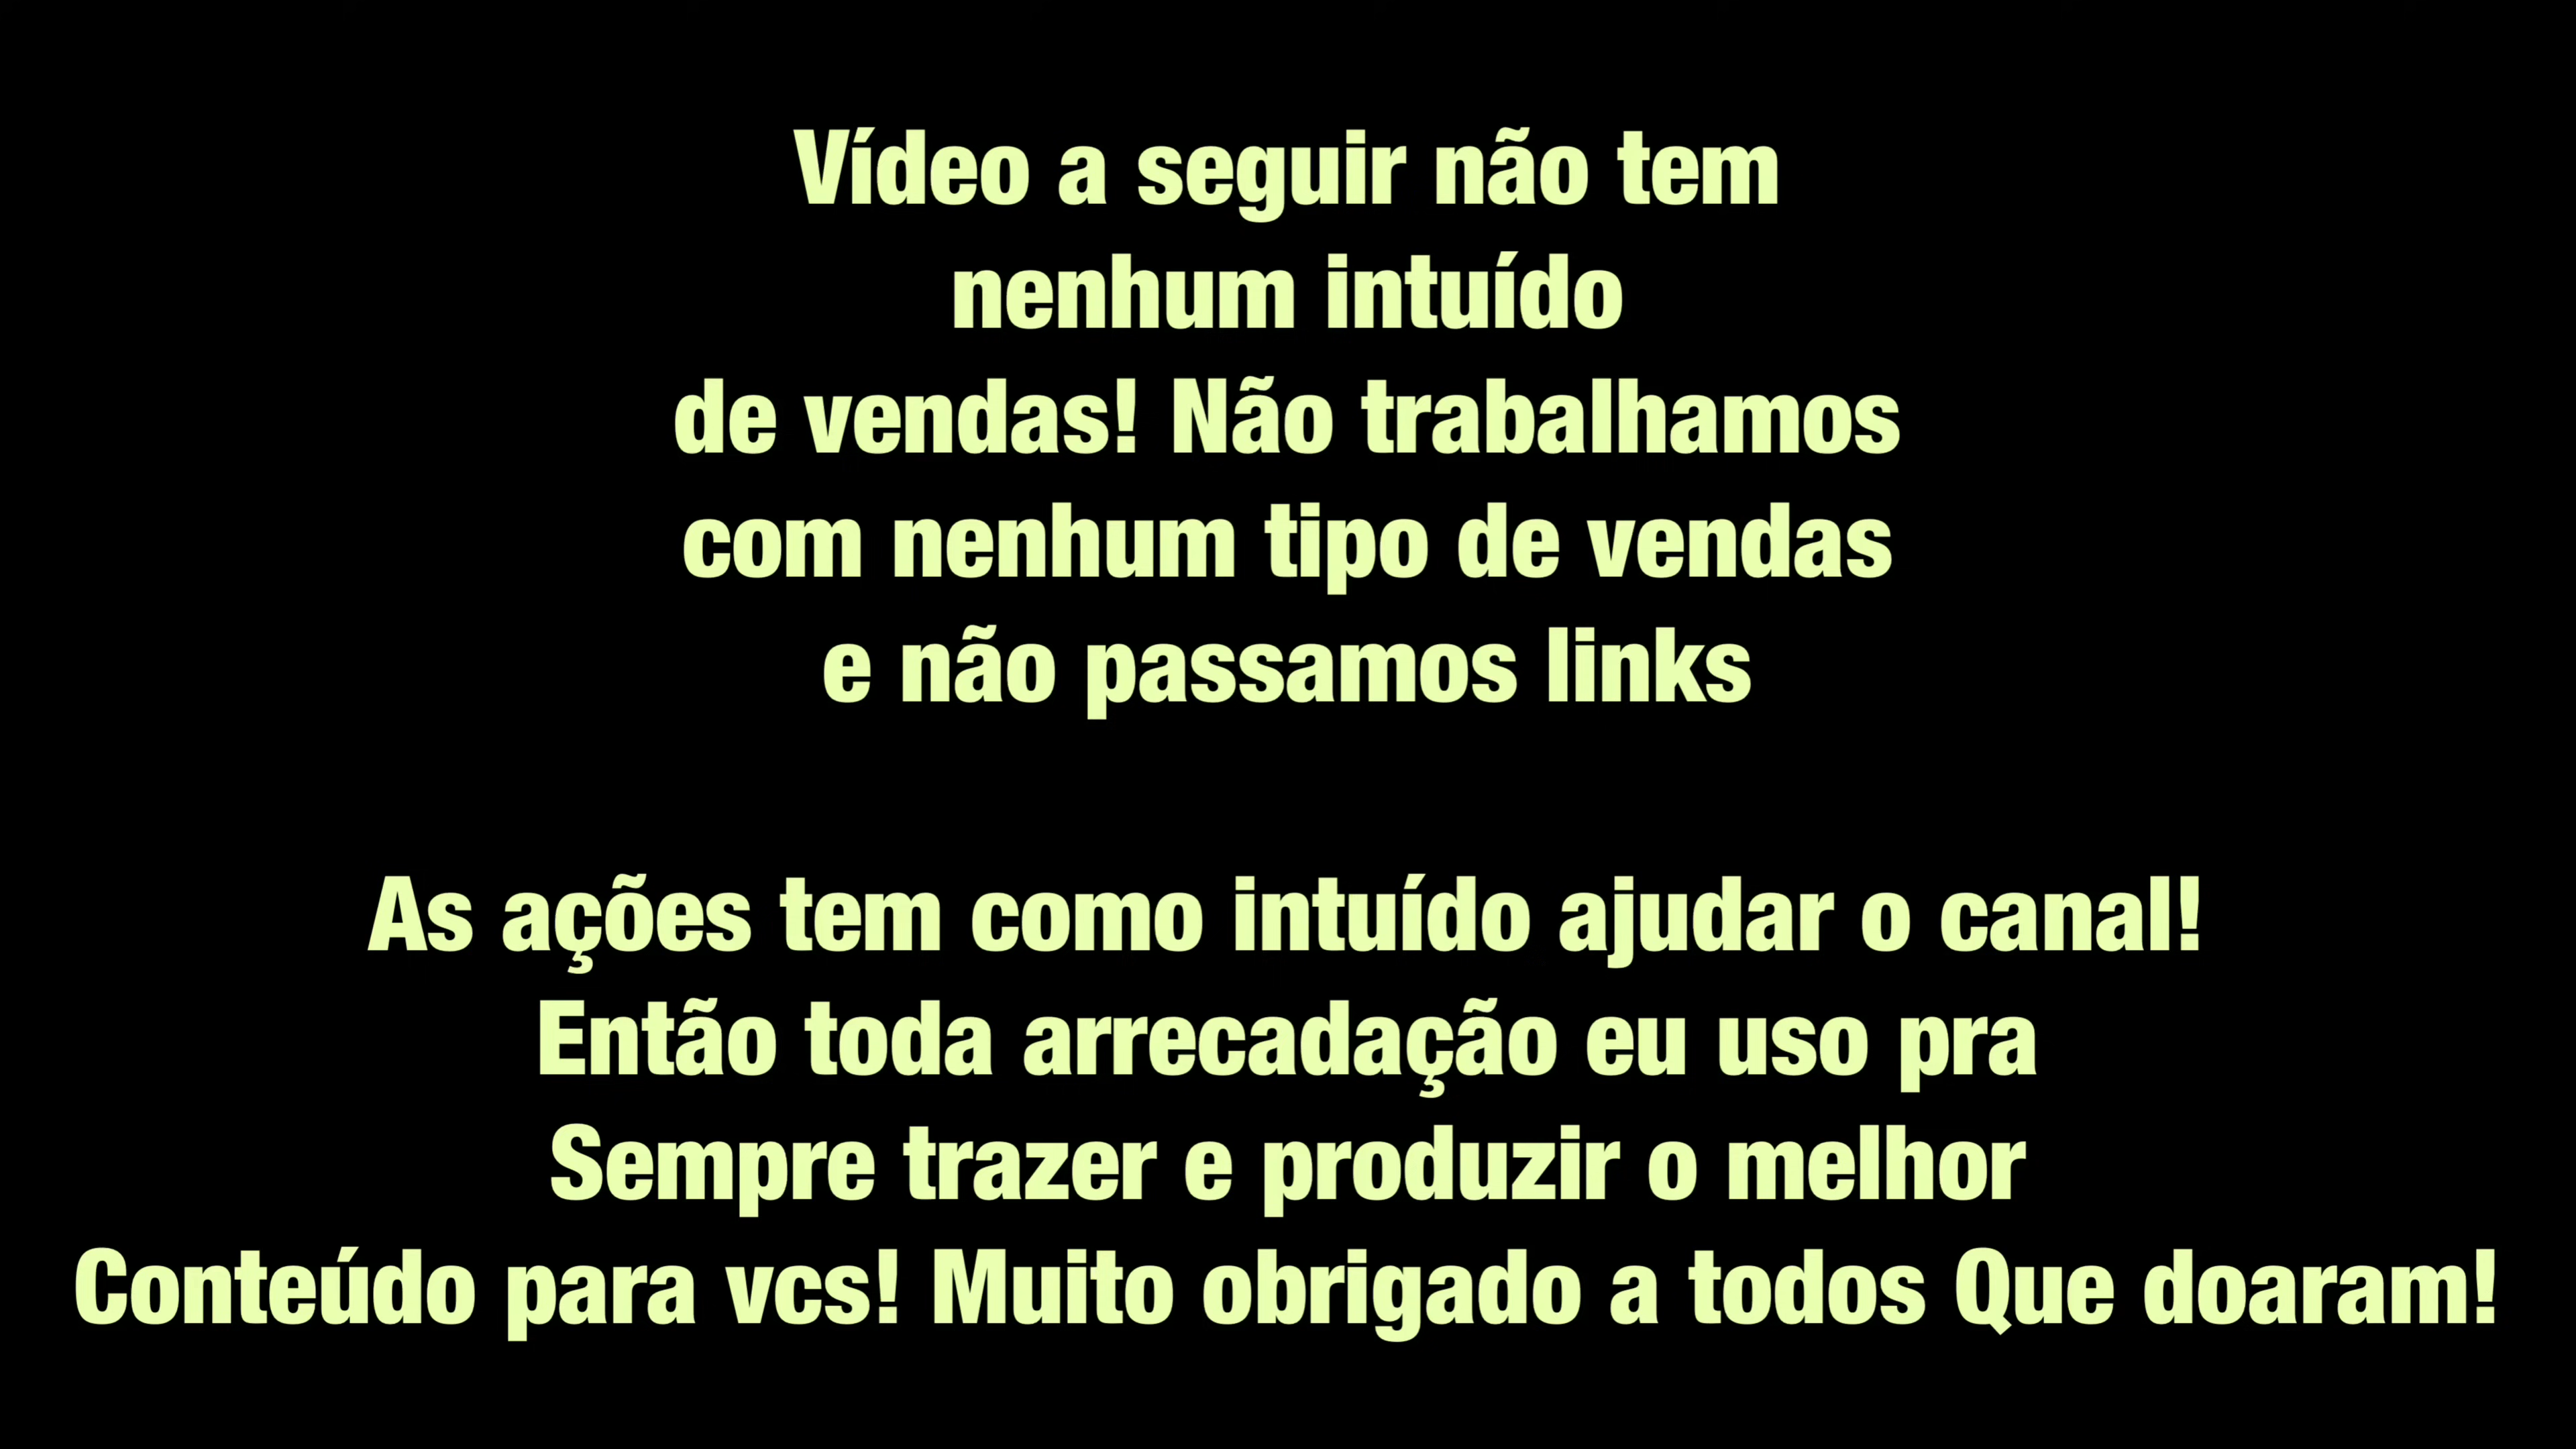 Vídeo a seguir não tem
nenhum intuído
de vendas! Não trabalhamos
com nenhum tipo de vendas
e não passamos links
As ações tem como intuído ajudar o canal!
Então toda arrecadação eu uso pra
Sempre trazer e produzir o melhor
Conteúdo para vcs! Muito obrigado a todos Que doaram!